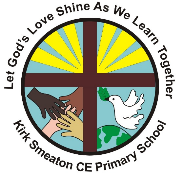 Let God's Love Shine As We Learn Together
Kirk Smeaton CE Primary School